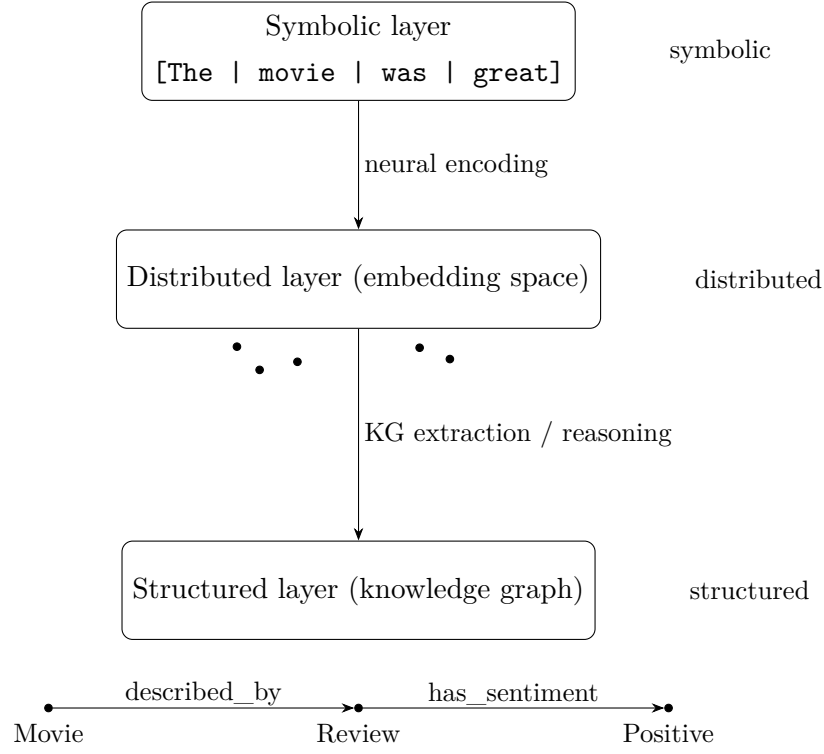 Symbolic layer
[The | movie | was | great]
symbolic
neural encoding
Distributed layer (embedding space)
distributed
KG extraction / reasoning
Structured layer (knowledge graph)
structured
described_by
has_sentiment
Movie
Review
Positive